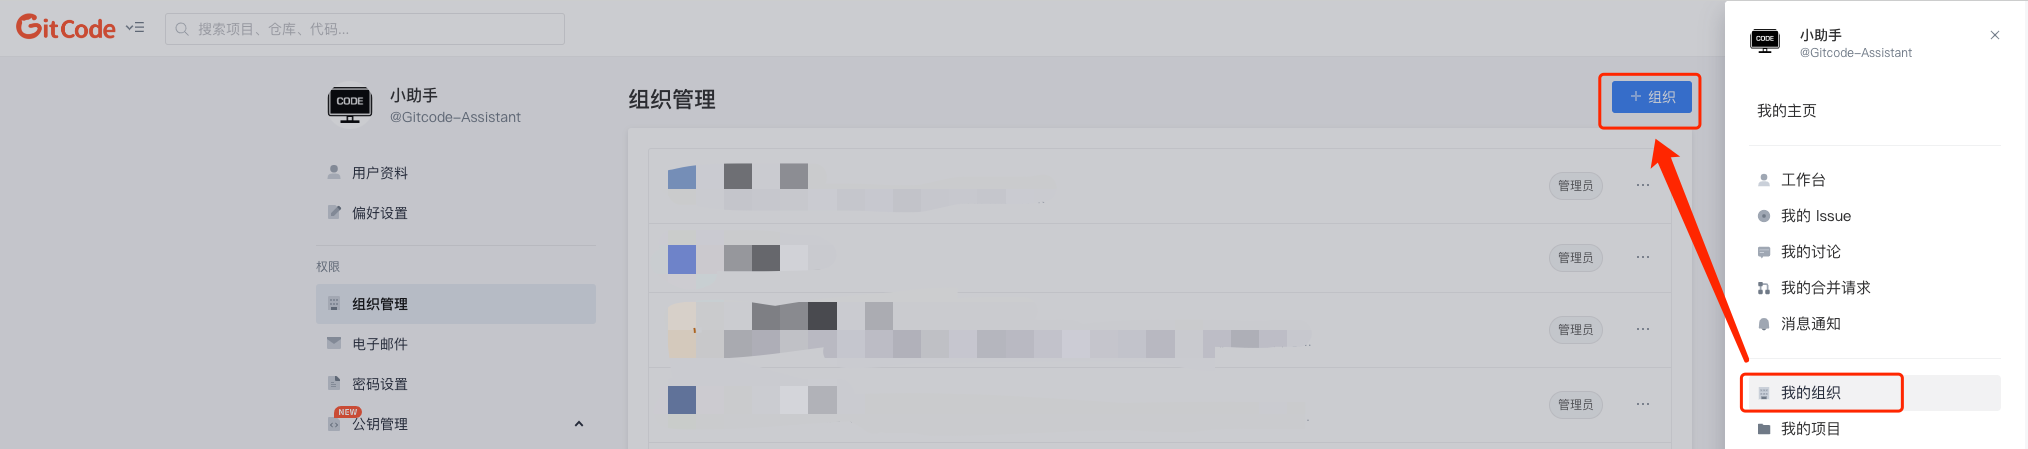 GitCode
搜索项目、仓库、代码...
CODE
小助手
@Gitcode-Assistant
用户资料
偏好设置
权限
组织管理
电子邮件
密码设置
NEW
公钥管理
组织管理
+ 组织
管理员 ...
管理员 ...
管理员 ...
管理员 ...
CODE
小助手
@Gitcode-Assistant
我的主页
工作台
我的 Issue
我的讨论
我的合并请求
消息通知
我的组织
我的项目